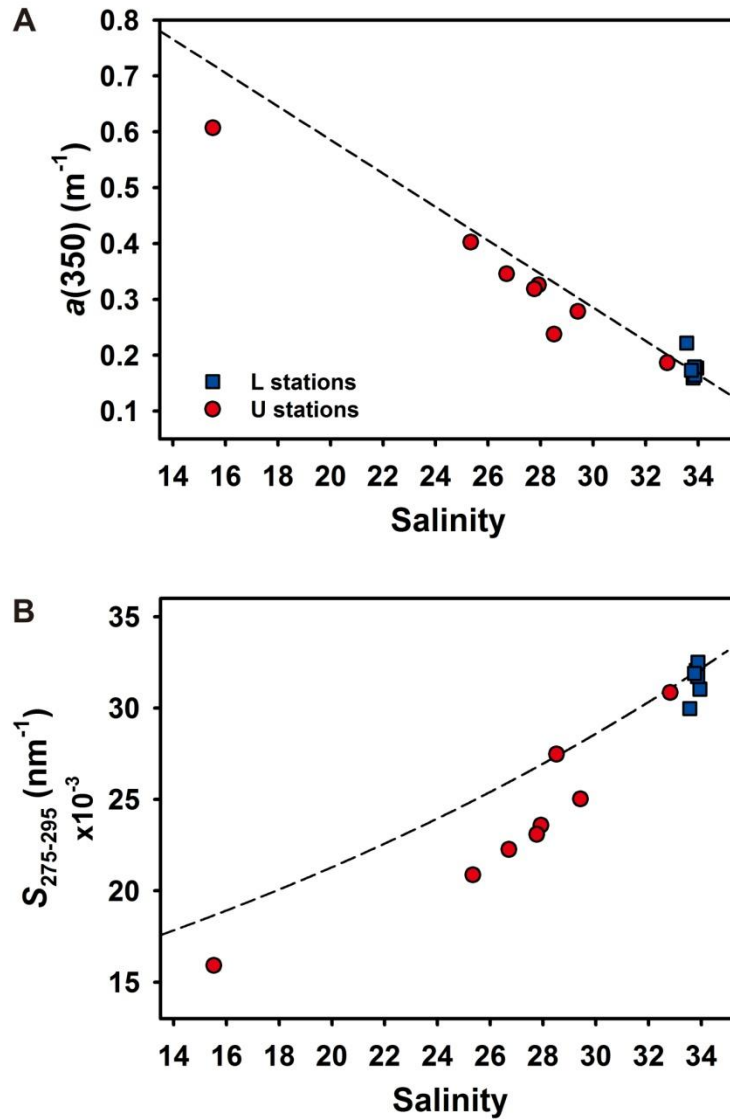 A
0.8
0.7
0.6
0.5
0.4
0.3
0.2
0.1
a(350) (m⁻¹)
L stations
U stations
14 16 18 20 22 24 26 28 30 32 34
Salinity
B
35
30
25
20
15
S₂₇₅₋₂₉₅ (nm⁻¹)
x10⁻³
14 16 18 20 22 24 26 28 30 32 34
Salinity